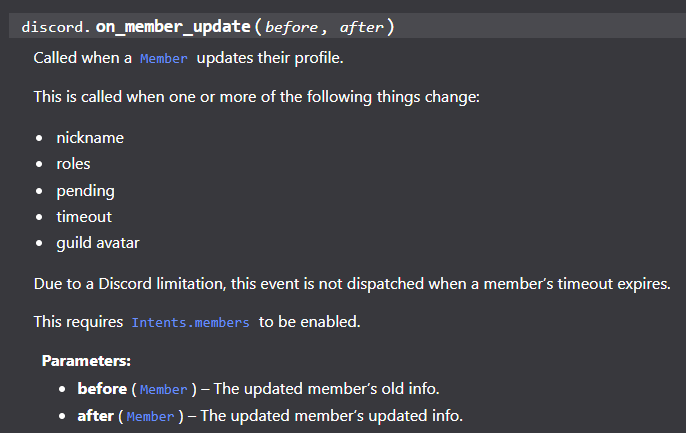 discord.on_member_update(before, after)
Called when a Member updates their profile.
This is called when one or more of the following things change:
• nickname
• roles
• pending
• timeout
• guild avatar
Due to a Discord limitation, this event is not dispatched when a member’s timeout expires.
This requires Intents.members to be enabled.
Parameters:
• before (Member) – The updated member’s old info.
• after (Member) – The updated member’s updated info.